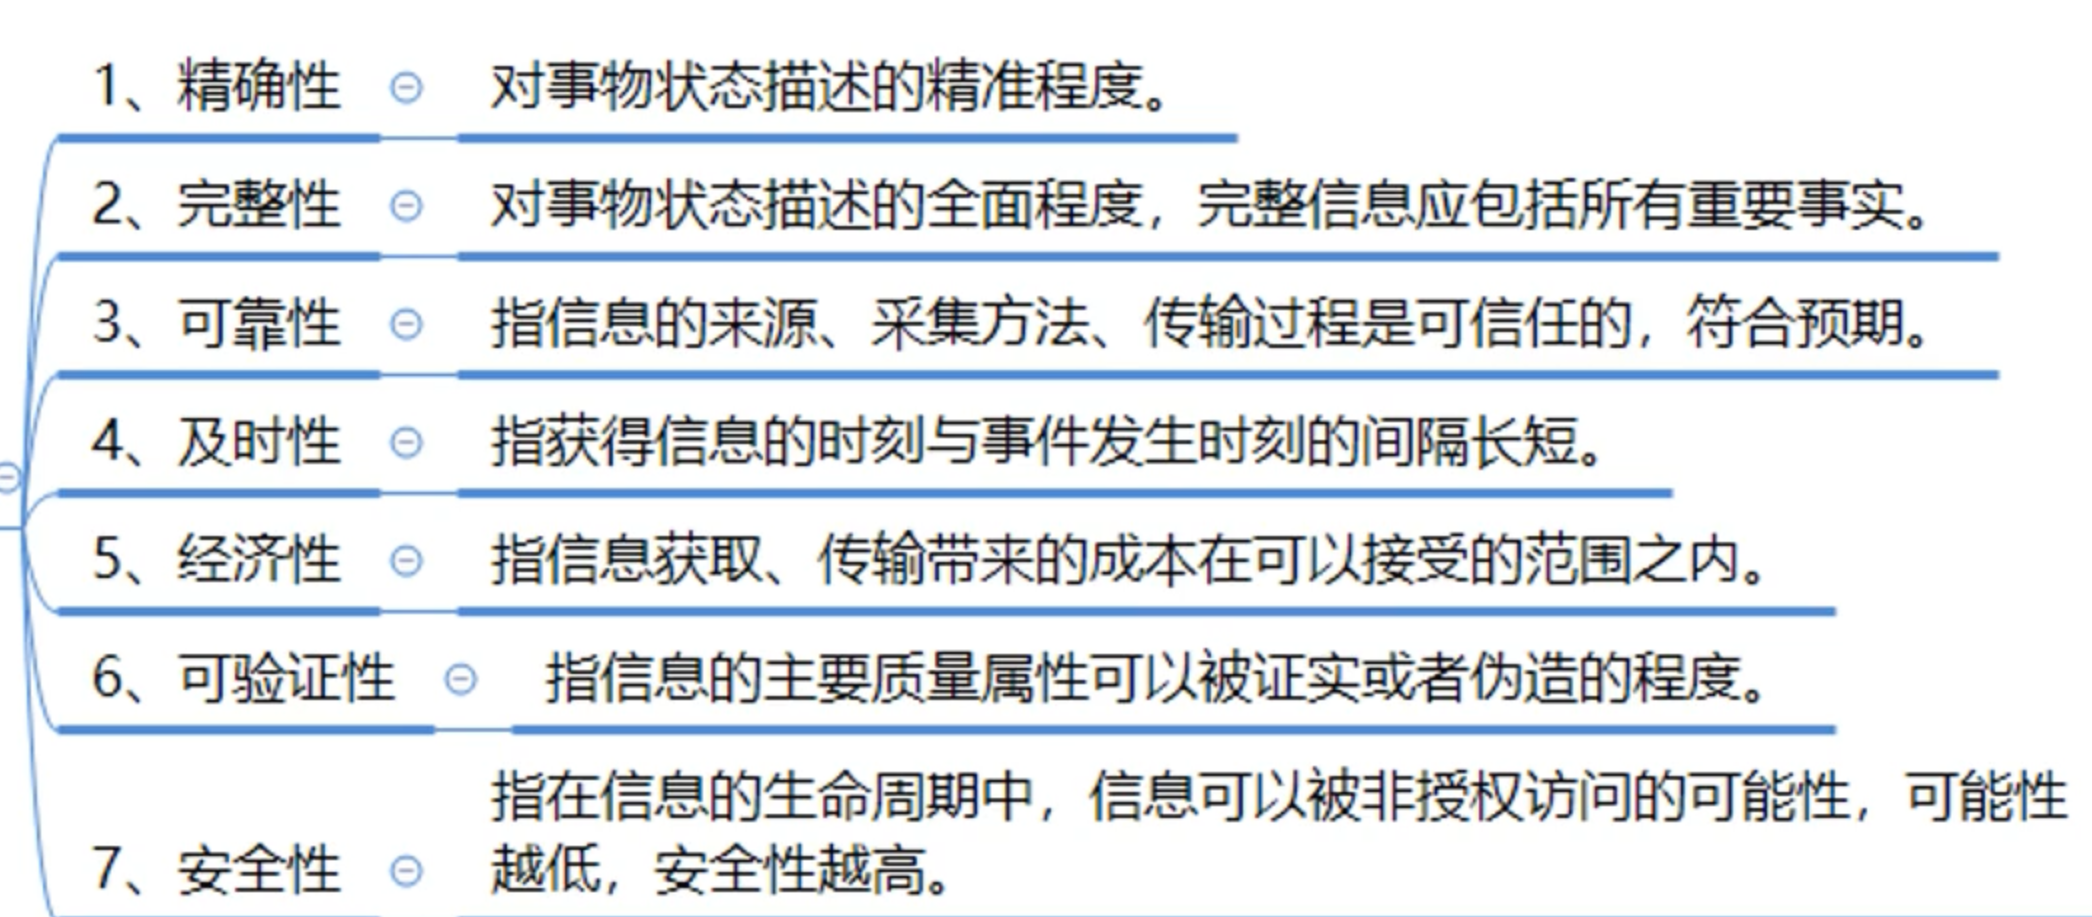 1、精确性 对事物状态描述的精准程度。
2、完整性 对事物状态描述的全面程度，完整信息应包括所有重要事实。
3、可靠性 指信息的来源、采集方法、传输过程是可信任的，符合预期。
4、及时性 指获得信息的时刻与事件发生时刻的间隔长短。
5、经济性 指信息获取、传输带来的成本在可以接受的范围之内。
6、可验证性 指信息的主要质量属性可以被证实或者伪造的程度。
7、安全性 指在信息的生命周期中，信息可以被非授权访问的可能性，可能性
越低，安全性越高。